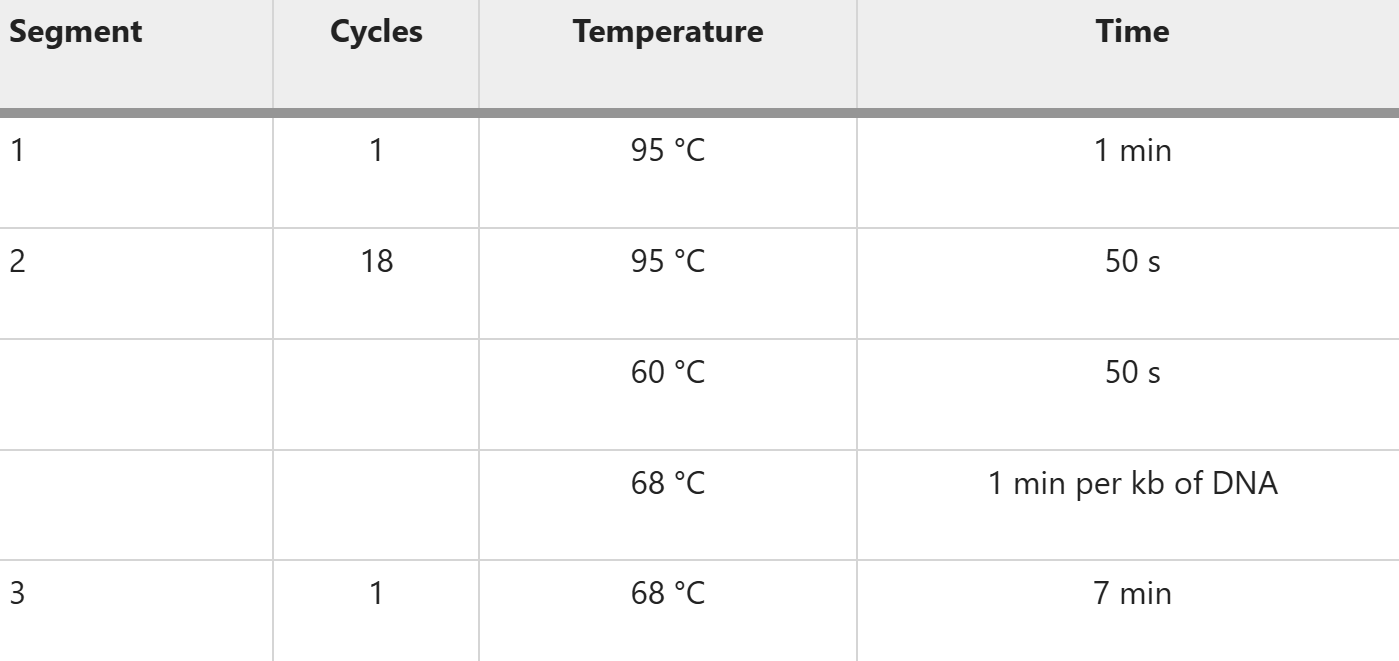 Segment Cycles Temperature Time
1 1 95 °C 1 min
2 18 95 °C 50 s
60 °C 50 s
68 °C 1 min per kb of DNA
3 1 68 °C 7 min